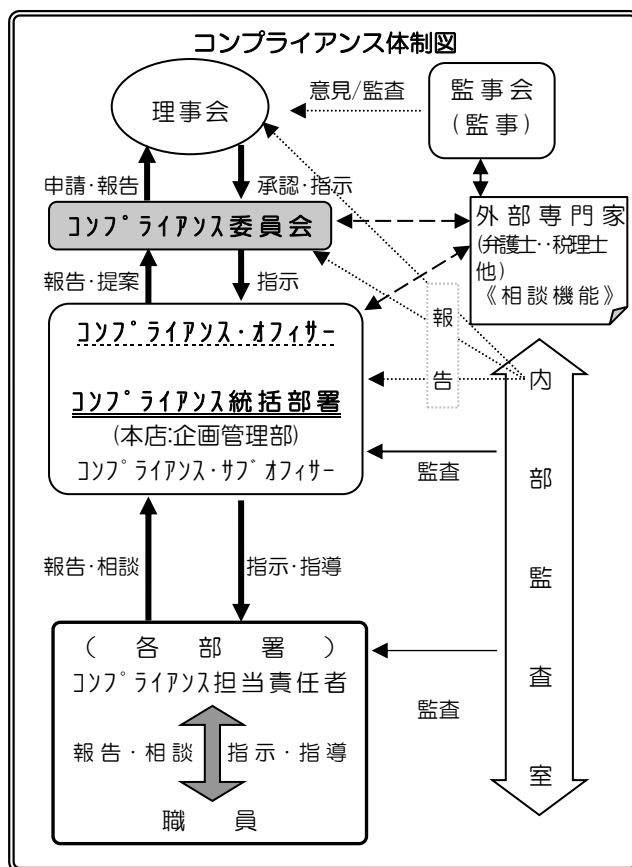 コンプライアンス体制図
理事会
意見/監査
監事会
(監事)
申請・報告
承認・指示
コンプライアンス委員会
外部専門家
(弁護士・・税理士
他)
《相談機能》
報告・提案
指示
コンプライアンス・オフィサー
コンプライアンス統括部署
(本店:企画管理部)
コンプライアンス・サブオフィサー
報
告
内
部
監
査
室
監査
報告・相談
指示・指導
(各部署)
コンプライアンス担当責任者
監査
報告・相談
指示・指導
職員